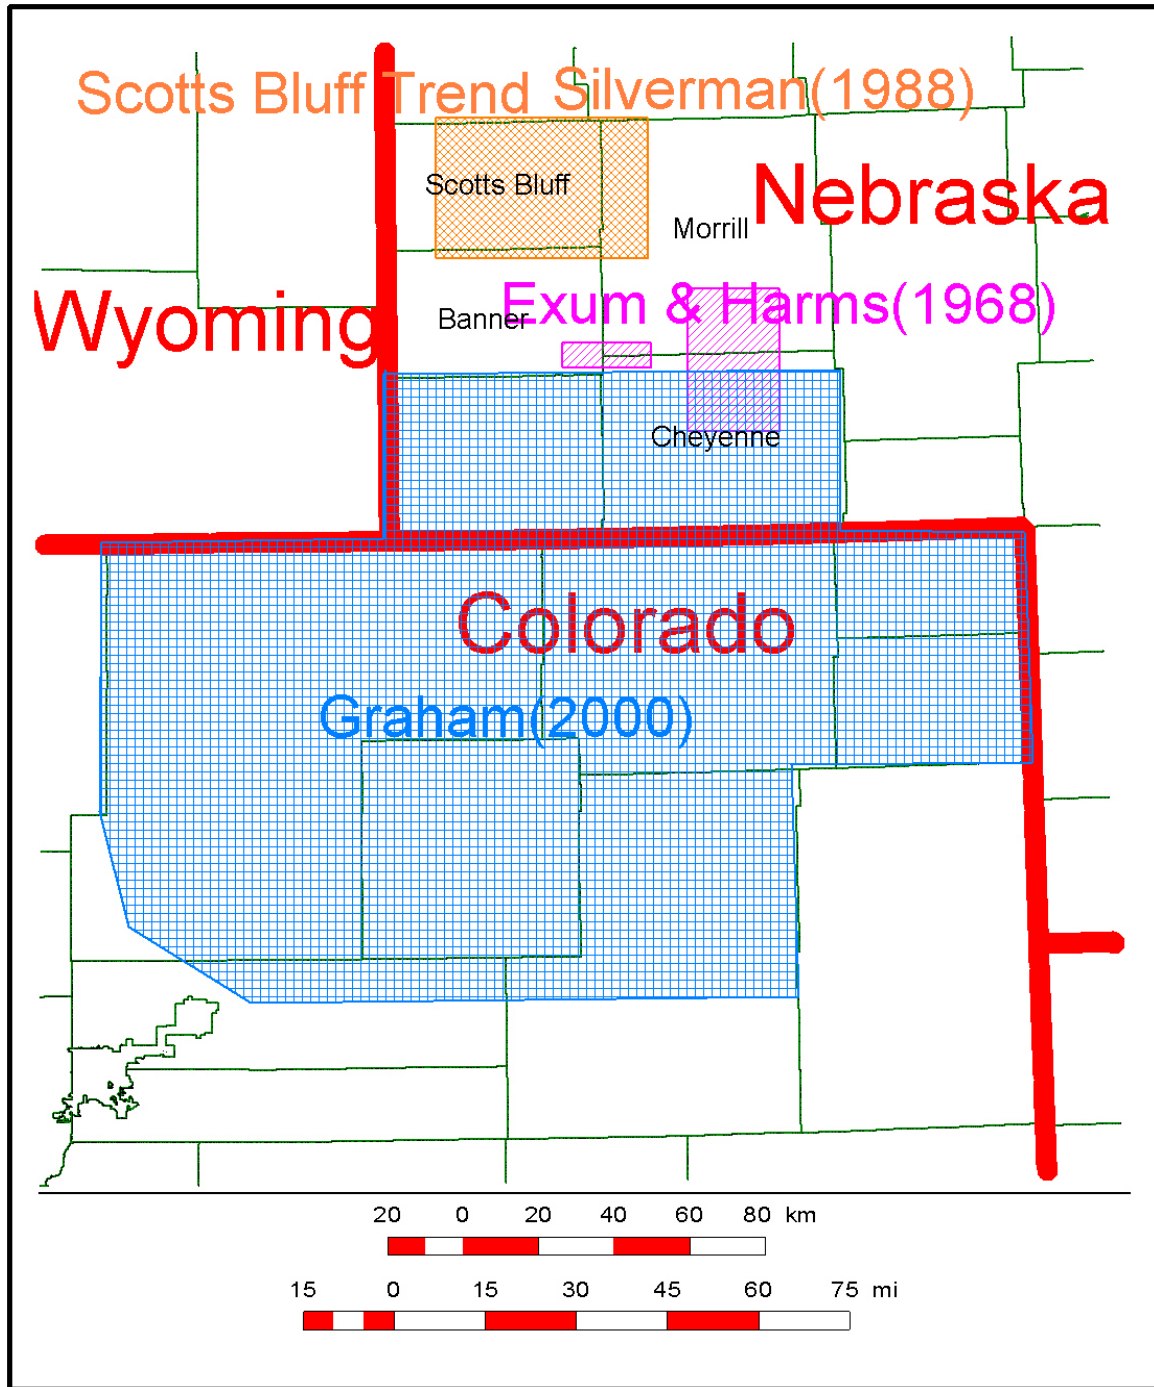 Scotts Bluff Trend Silverman(1988)
Scotts Bluff
Nebraska
Morrill
Exum & Harms(1968)
Wyoming
Banner
Cheyenne
Colorado
Graham(2000)
20 0 20 40 60 80 km
15 0 15 30 45 60 75 mi